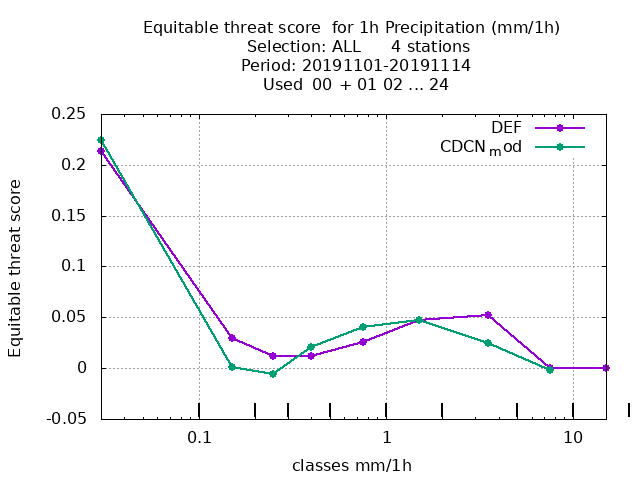 Equitable threat score  for 1h Precipitation (mm/1h)
Selection: ALL      4 stations
Period: 20191101-20191114
Used  00  + 01 02 ... 24
DEF
CDCNmod
0.25
0.2
0.15
0.1
0.05
0
-0.05
Equitable threat score
0.1
1
10
classes mm/1h